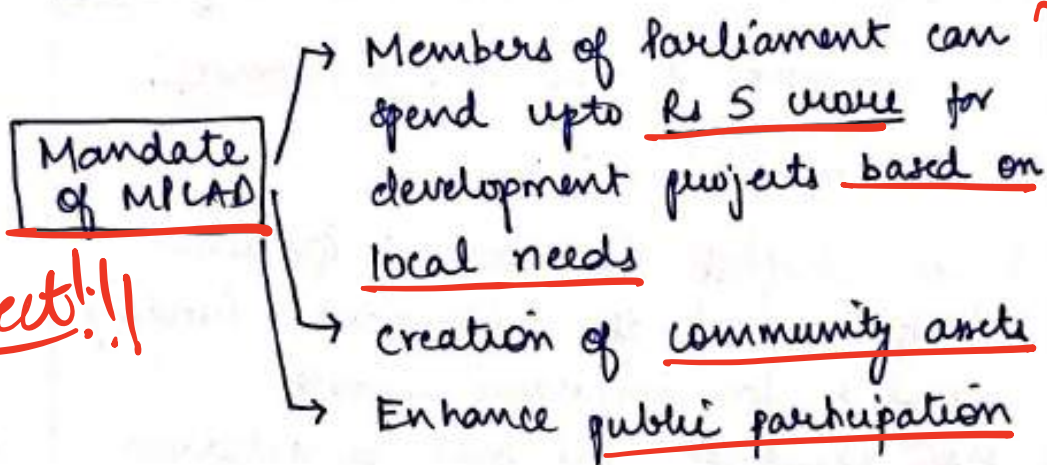 Members of Parliament can
spend upto Rs 5 crore for
Mandate
of MPLAD
development projects based on
local needs
creation of community assets
Enhance public participation